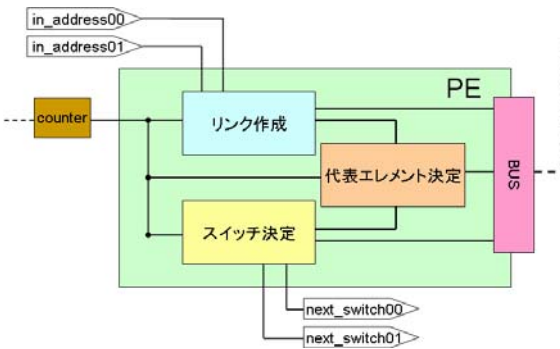 in_address00
in_address01
PE
counter
リンク作成
代表エレメント決定
BUS
スイッチ決定
next_switch00
next_switch01